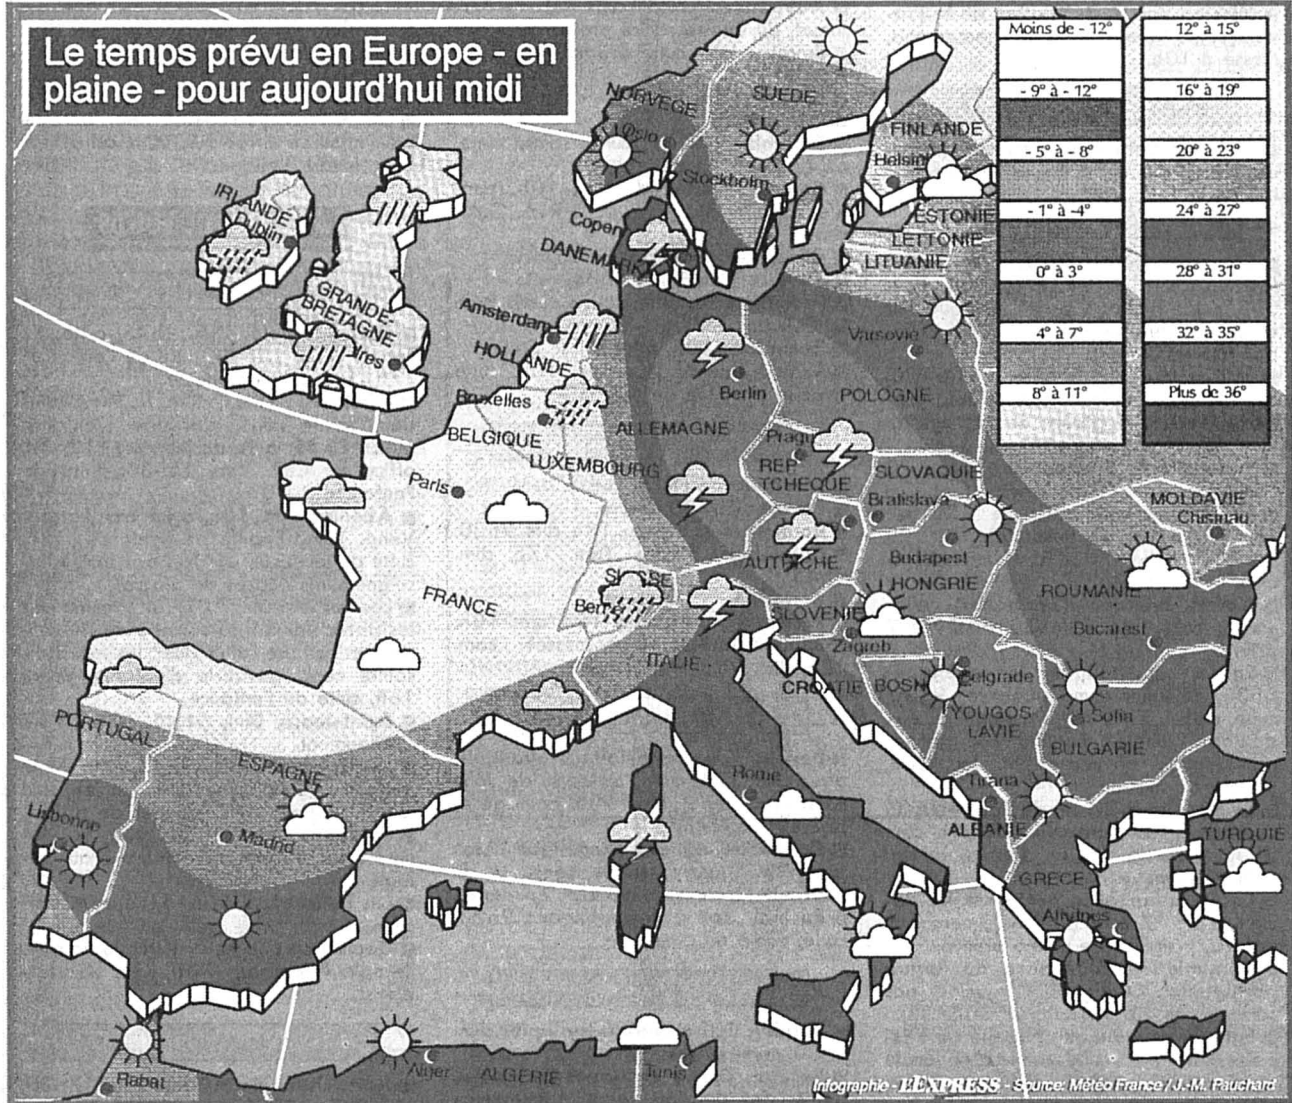 Le temps prévu en Europe - en
plaine - pour aujourd'hui midi
Moins de - 12°
12° à 15°
- 9° à - 12°
16° à 19°
- 5° à - 8°
20° à 23°
- 1° à -4°
24° à 27°
0° à 3°
28° à 31°
4° à 7°
32° à 35°
8° à 11°
Plus de 36°
NORVEGE
SUEDE
Oslo
FINLANDE
Helsin
Stockholm
ESTONIE
LETTONIE
LITUANIE
IRLANDE
Dublin
Copen
DANEMARK
GRANDE-
BRETAGNE
dres
Amsterdam
HOLLANDE
Varsovie
Berlin
POLOGNE
Bruxelles
BELGIQUE
ALLEMAGNE
LUXEMBOURG
Pragu
REP
TCHEQUE
SLOVAQUIE
Bratislava
Paris
MOLDAVIE
Chisinau
AUTRICHE
Budapest
HONGRIE
ROUMANIE
Bucarest
SUISSE
Berne
FRANCE
SLOVENIE
Zagreb
ITALIE
CROATIE
BOSN
Belgrade
YOUGOS-
LAVIE
Sofia
BULGARIE
PORTUGAL
ESPAGNE
Lisbonne
Madrid
Rome
Tirana
ALBANIE
TURQUIE
GRECE
Athènes
Rabat
Alger
ALGERIE
Tunis
Infographie - L'EXPRESS - Source: Météo France / J.-M. Pauchard